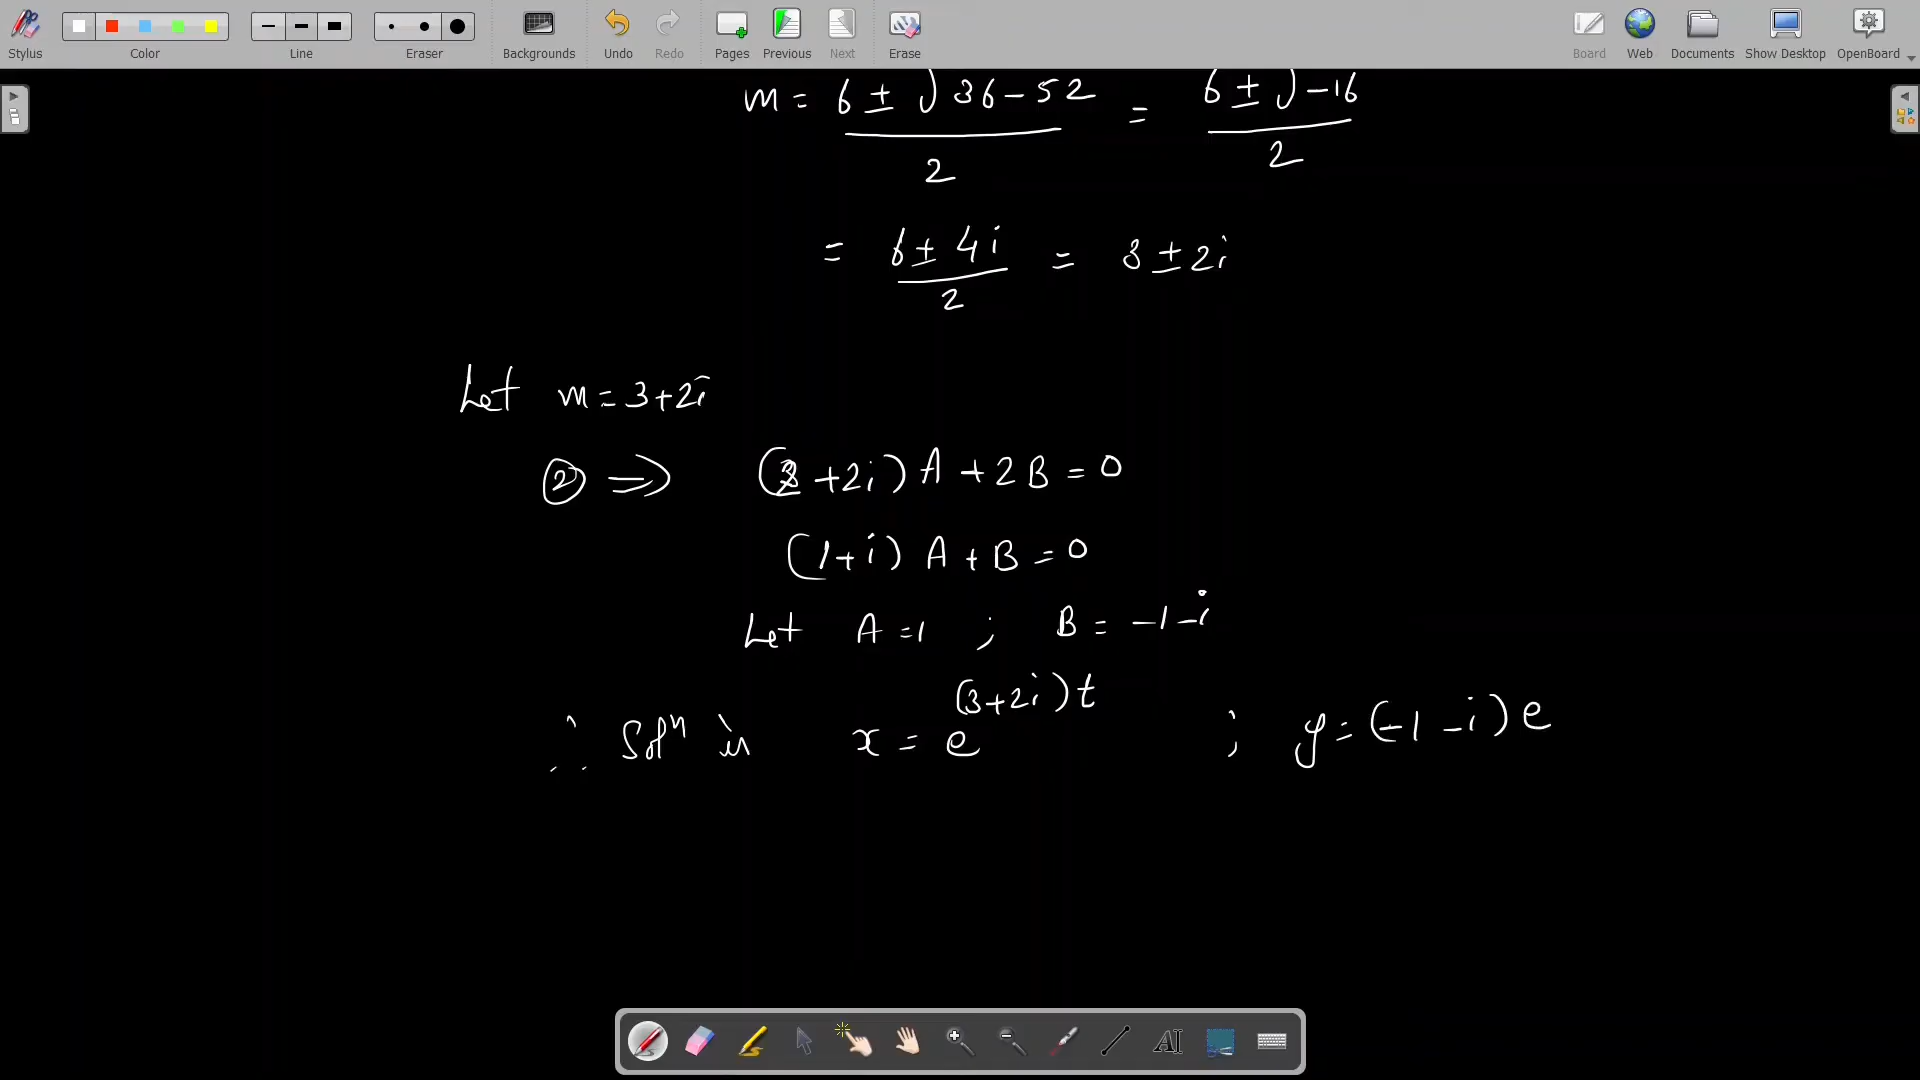 Stylus Color Line Eraser Backgrounds Undo Redo Pages Previous Next Erase Board Web Documents Show Desktop OpenBoard
m = 6 ± √36-52 / 2 = 6 ± √-16 / 2
= 6 ± 4i / 2 = 3 ± 2i
Let m = 3+2i
② ⇒ (2+2i) A + 2B = 0
(1+i) A + B = 0
Let A = 1 ; B = -1-i
∴ Solⁿ is x = e^(3+2i)t ; y = (-1-i) e
AI